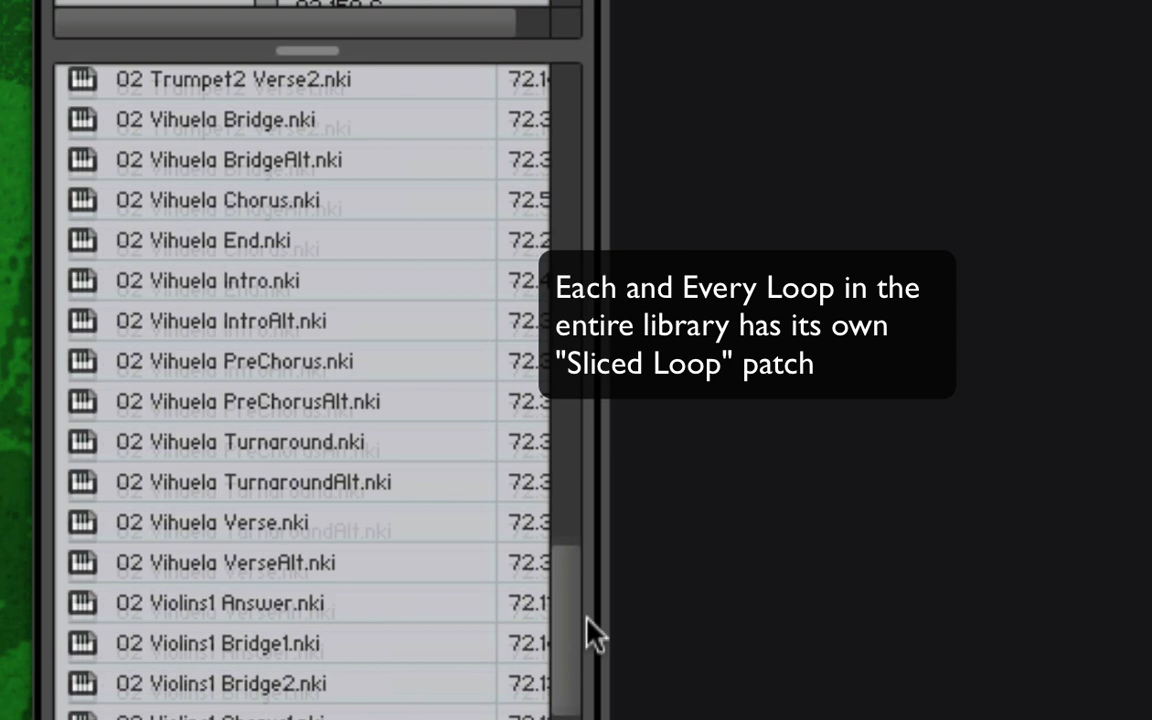 02 Trumpet2 Verse2.nki
02 Vihuela Bridge.nki
02 Vihuela BridgeAlt.nki
02 Vihuela Chorus.nki
02 Vihuela End.nki
02 Vihuela Intro.nki
02 Vihuela IntroAlt.nki
02 Vihuela PreChorus.nki
02 Vihuela PreChorusAlt.nki
02 Vihuela Turnaround.nki
02 Vihuela TurnaroundAlt.nki
02 Vihuela Verse.nki
02 Vihuela VerseAlt.nki
02 Violins1 Answer.nki
02 Violins1 Bridge1.nki
02 Violins1 Bridge2.nki
Each and Every Loop in the
entire library has its own
"Sliced Loop" patch